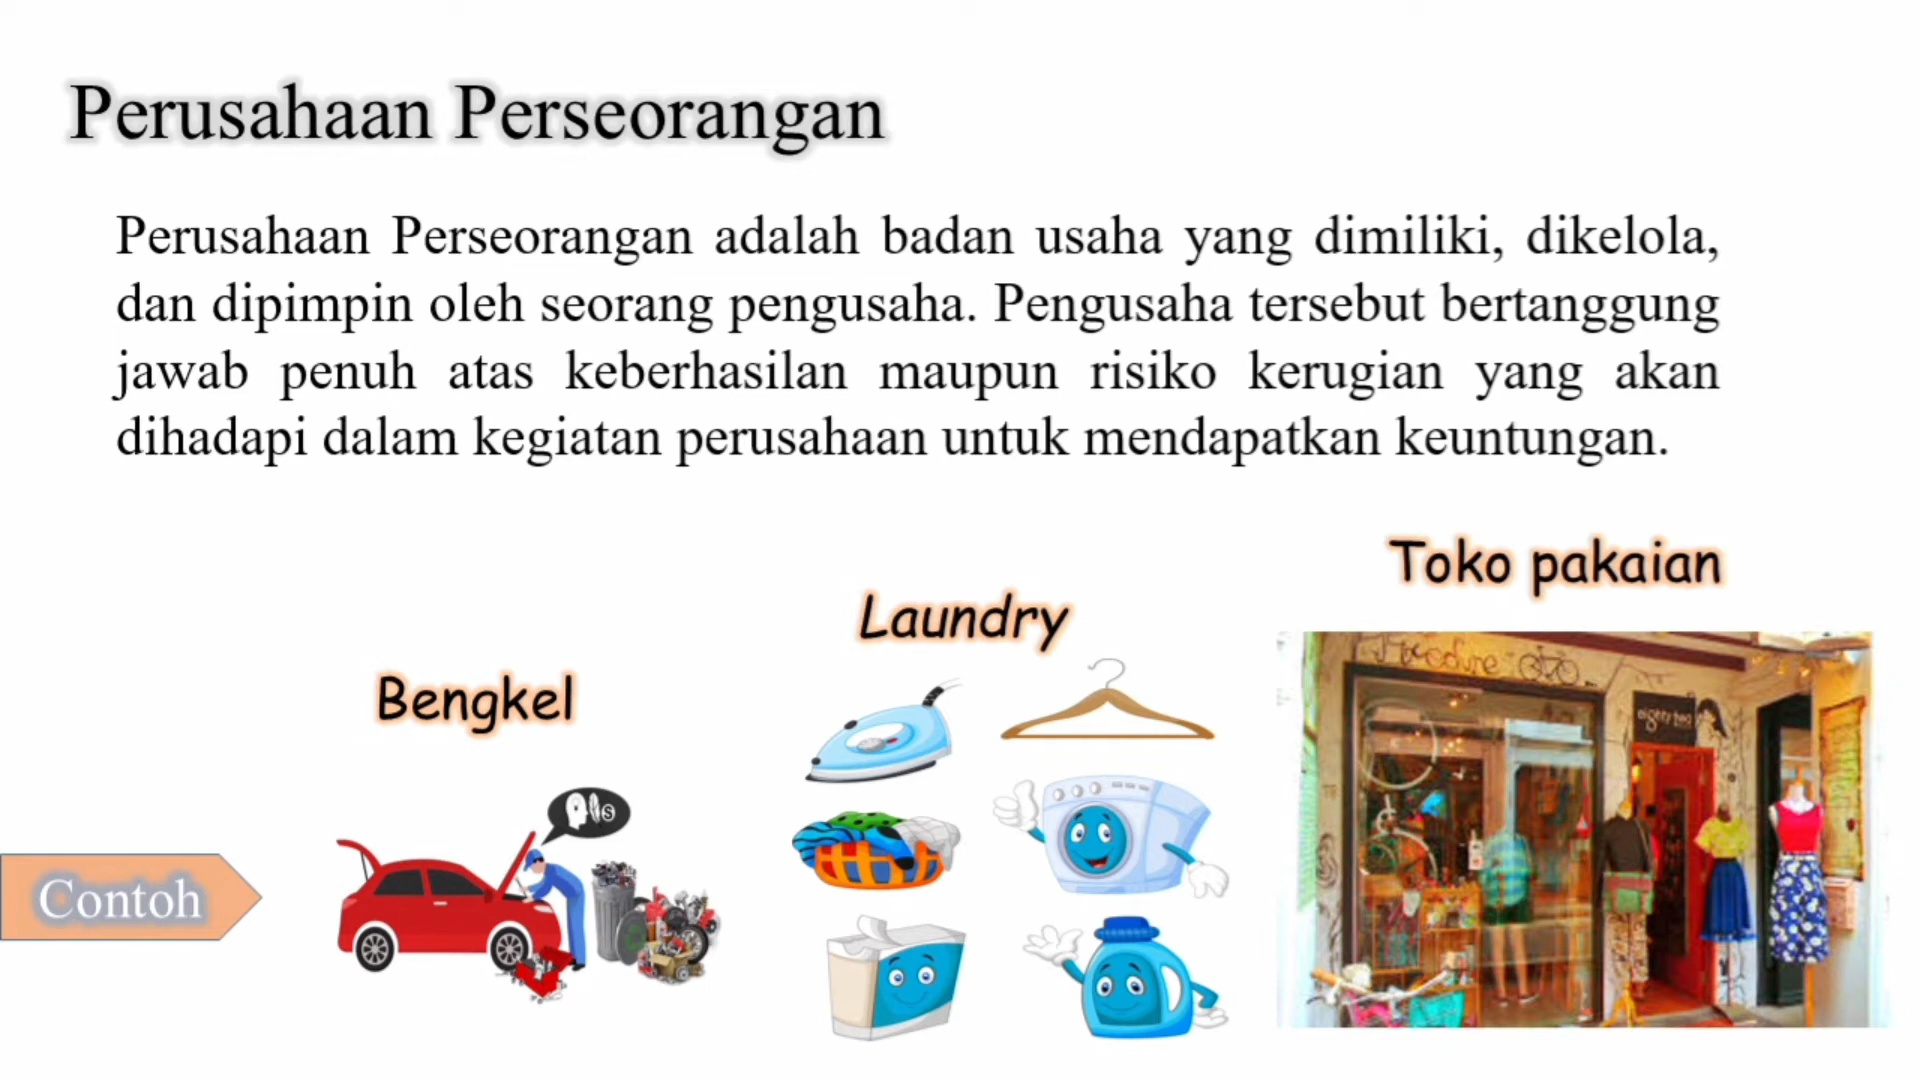 Perusahaan Perseorangan
Perusahaan Perseorangan adalah badan usaha yang dimiliki, dikelola,
dan dipimpin oleh seorang pengusaha. Pengusaha tersebut bertanggung
jawab penuh atas keberhasilan maupun risiko kerugian yang akan
dihadapi dalam kegiatan perusahaan untuk mendapatkan keuntungan.
Toko pakaian
Laundry
Bengkel
eighty
Contoh